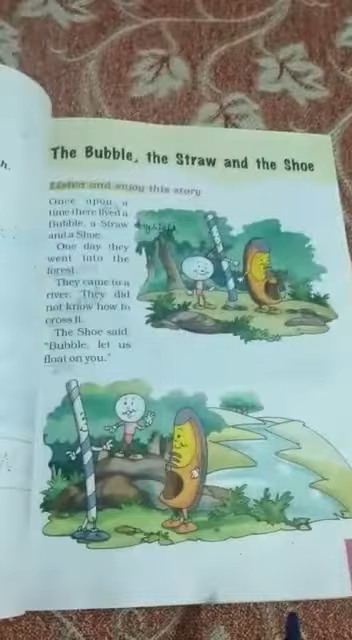 The Bubble, the Straw and the Shoe
Listen and enjoy this story
Once upon a
time there lived a
Bubble, a Straw
and a Shoe.
One day they
went into the
forest.
They came to a
river. They did
not know how to
cross it.
The Shoe said,
"Bubble, let us
float on you."
h.